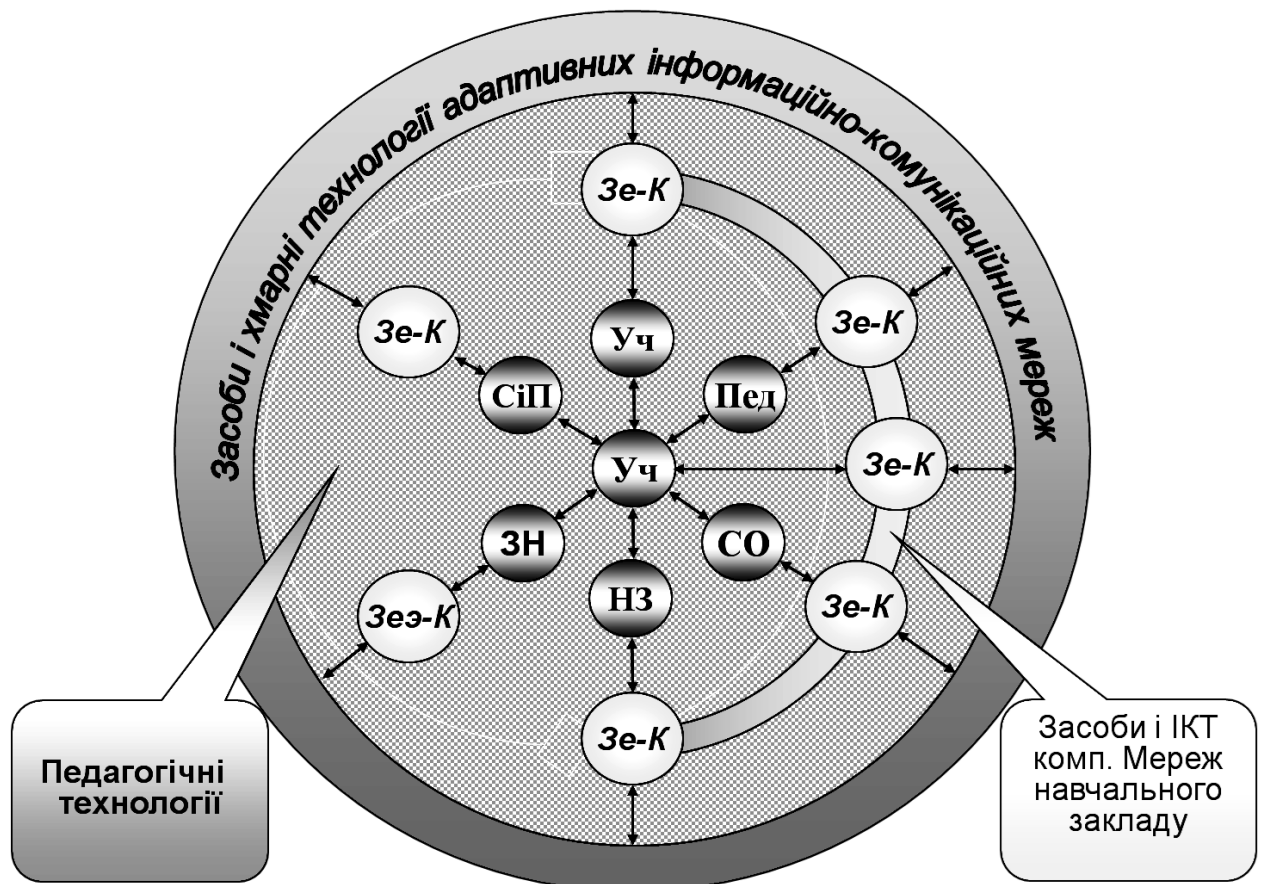 Засоби і хмарні технології адаптивних інформаційно-комунікаційних мереж
Зе-К
Зе-К
Зе-К
Уч
СіП
Пед
Уч
Зе-К
ЗН
СО
НЗ
Зеэ-К
Зе-К
Зе-К
Педагогічні
технології
Засоби і ІКТ
комп. Мереж
навчального
закладу